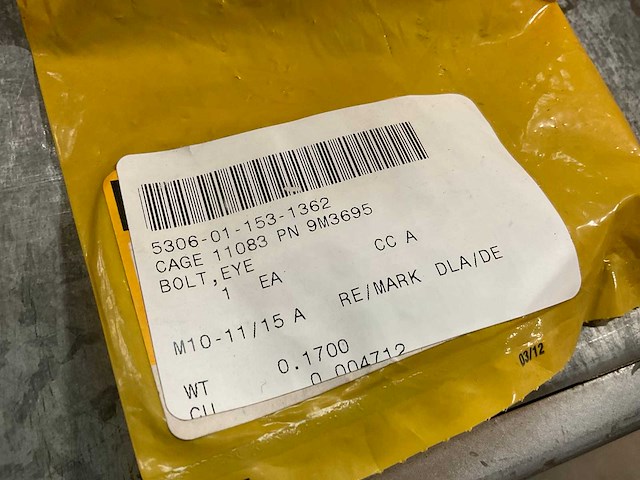 5306-01-153-1362
CAGE 11083 PN 9M3695
BOLT,EYE
1 EA CC A
M10-11/15 A RE/MARK DLA/DE
WT 0.1700
CU 0.004712
03/12